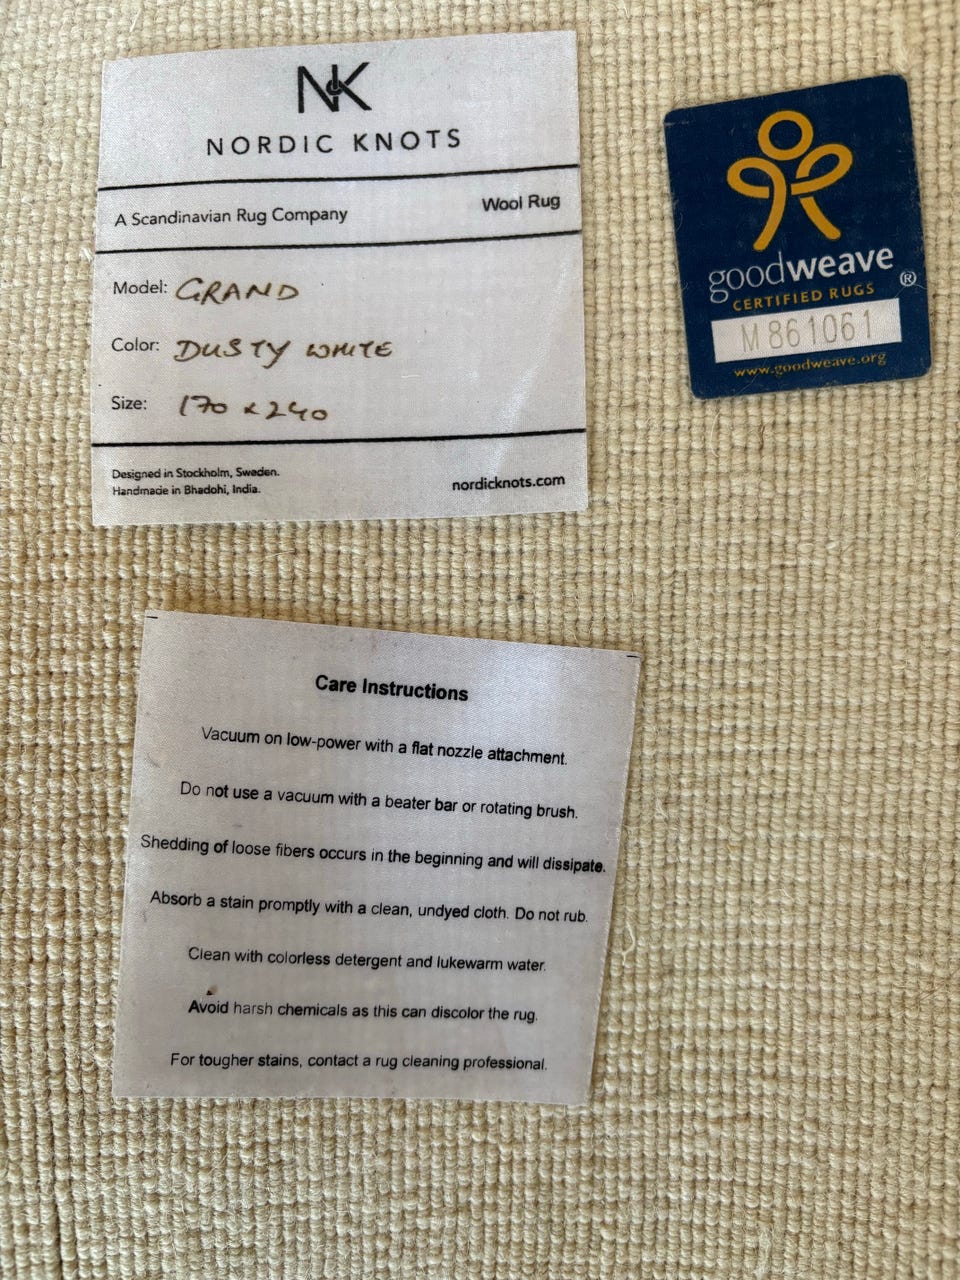 NK
NORDIC KNOTS
A Scandinavian Rug Company
Wool Rug
Model: GRAND
Color: DUSTY WHITE
Size: 170 x 240
Designed in Stockholm, Sweden.
Handmade in Bhadohi, India.
nordicknots.com
goodweave®
CERTIFIED RUGS
M861061
www.goodweave.org
Care Instructions
Vacuum on low-power with a flat nozzle attachment.
Do not use a vacuum with a beater bar or rotating brush.
Shedding of loose fibers occurs in the beginning and will dissipate.
Absorb a stain promptly with a clean, undyed cloth. Do not rub.
Clean with colorless detergent and lukewarm water.
Avoid harsh chemicals as this can discolor the rug.
For tougher stains, contact a rug cleaning professional.